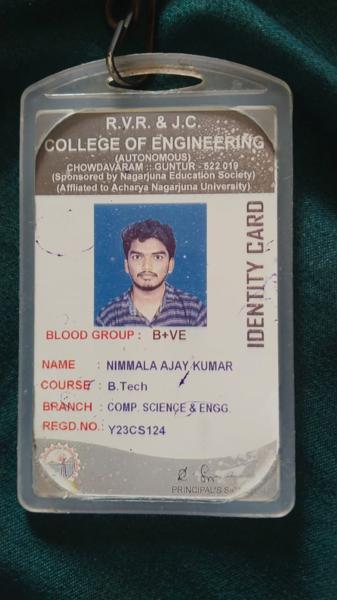 R.V.R. & J.C.
COLLEGE OF ENGINEERING
(AUTONOMOUS)
CHOWDAVARAM :: GUNTUR - 522 019
(Sponsored by Nagarjuna Education Society)
(Affliated to Acharya Nagarjuna University)
IDENTITY CARD
BLOOD GROUP : B+VE
NAME : NIMMALA AJAY KUMAR
COURSE : B.Tech
BRANCH : COMP. SCIENCE & ENGG.
REGD.NO. : Y23CS124
PRINCIPAL'S